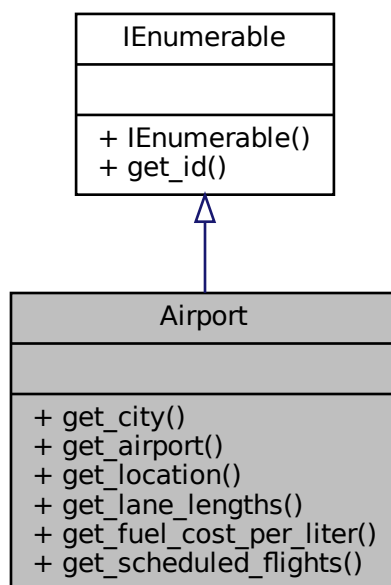 IEnumerable
+ IEnumerable()
+ get_id()
Airport
+ get_city()
+ get_airport()
+ get_location()
+ get_lane_lengths()
+ get_fuel_cost_per_liter()
+ get_scheduled_flights()